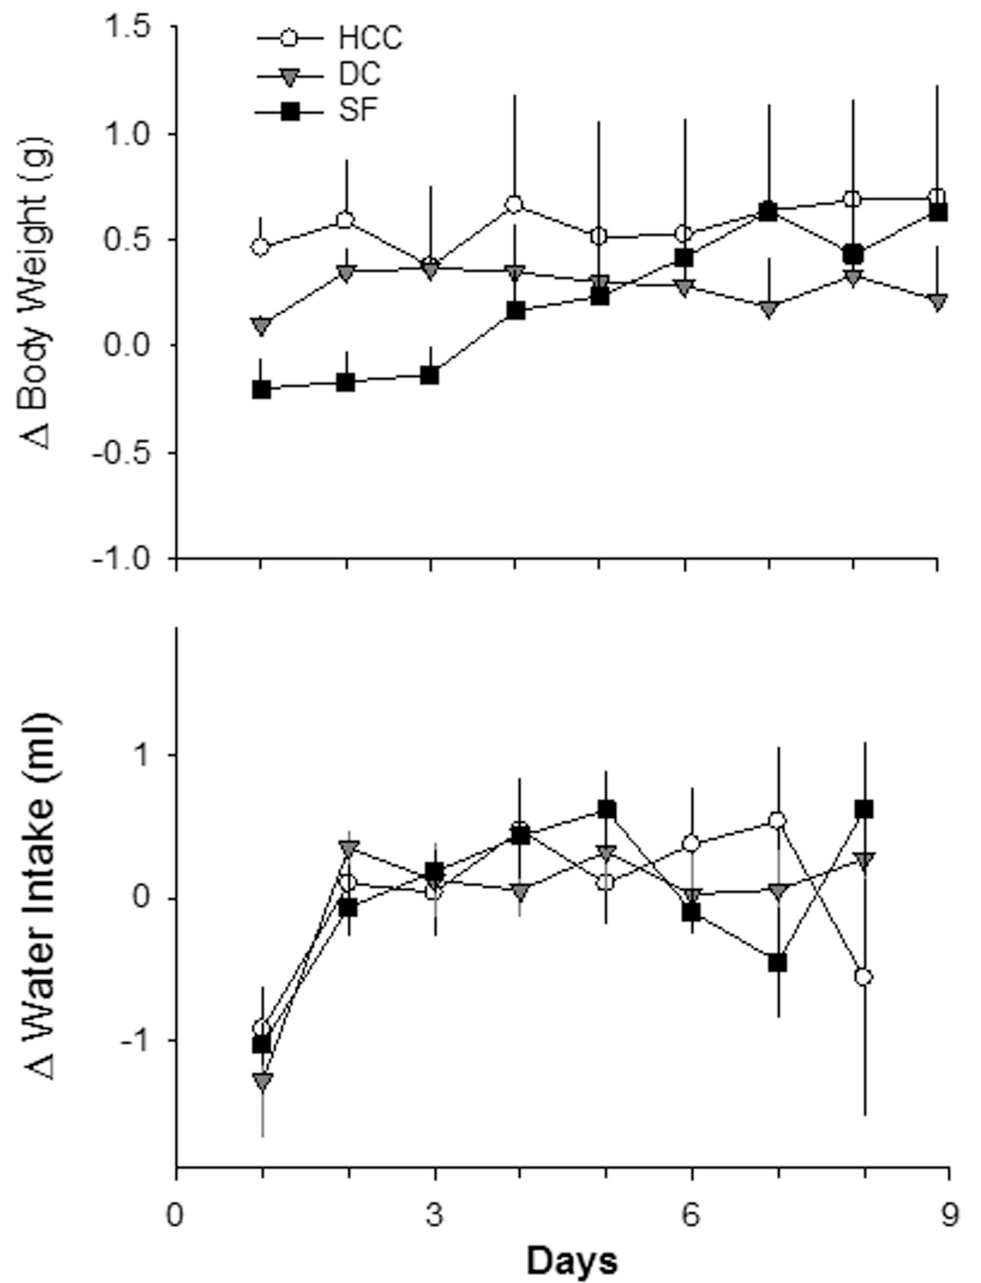 1.5
HCC
DC
SF
1.0
0.5
0.0
-0.5
-1.0
Δ Body Weight (g)
1
0
-1
Δ Water Intake (ml)
0
3
6
9
Days